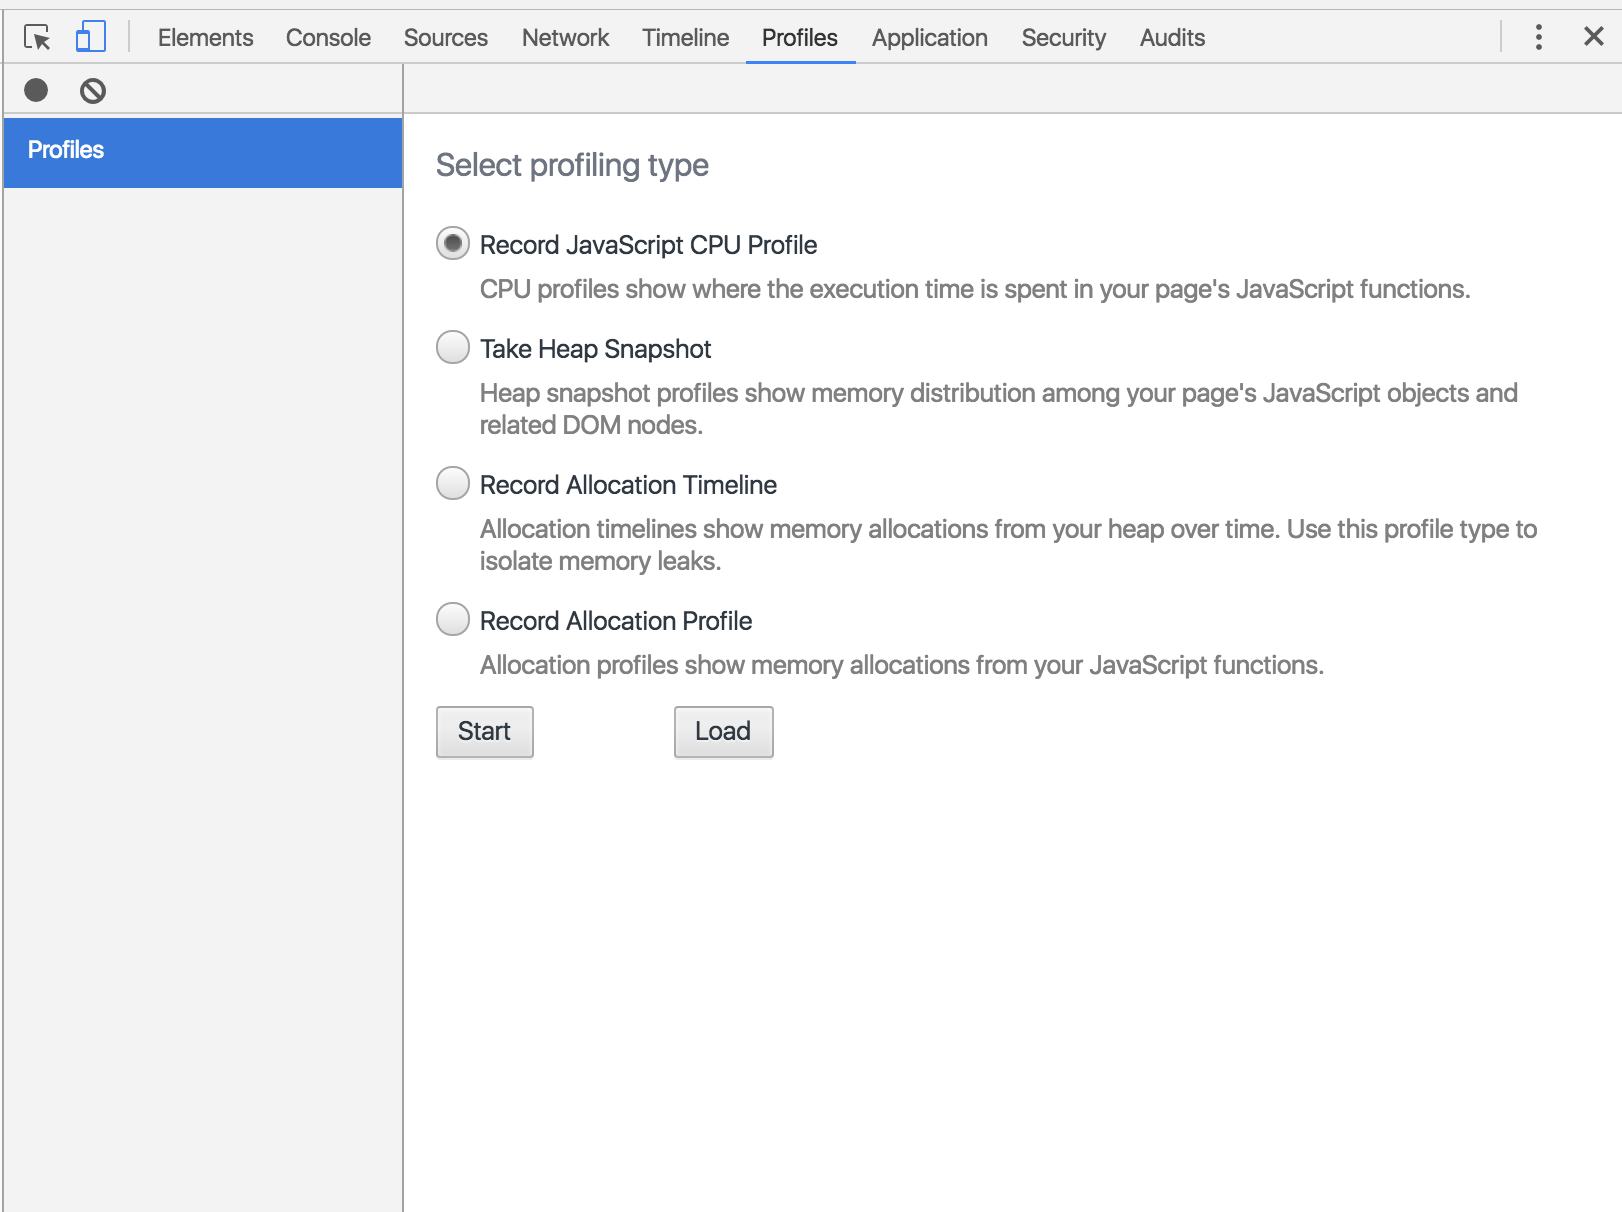 Elements Console Sources Network Timeline Profiles Application Security Audits
Profiles
Select profiling type
Record JavaScript CPU Profile
CPU profiles show where the execution time is spent in your page's JavaScript functions.
Take Heap Snapshot
Heap snapshot profiles show memory distribution among your page's JavaScript objects and
related DOM nodes.
Record Allocation Timeline
Allocation timelines show memory allocations from your heap over time. Use this profile type to
isolate memory leaks.
Record Allocation Profile
Allocation profiles show memory allocations from your JavaScript functions.
Start Load